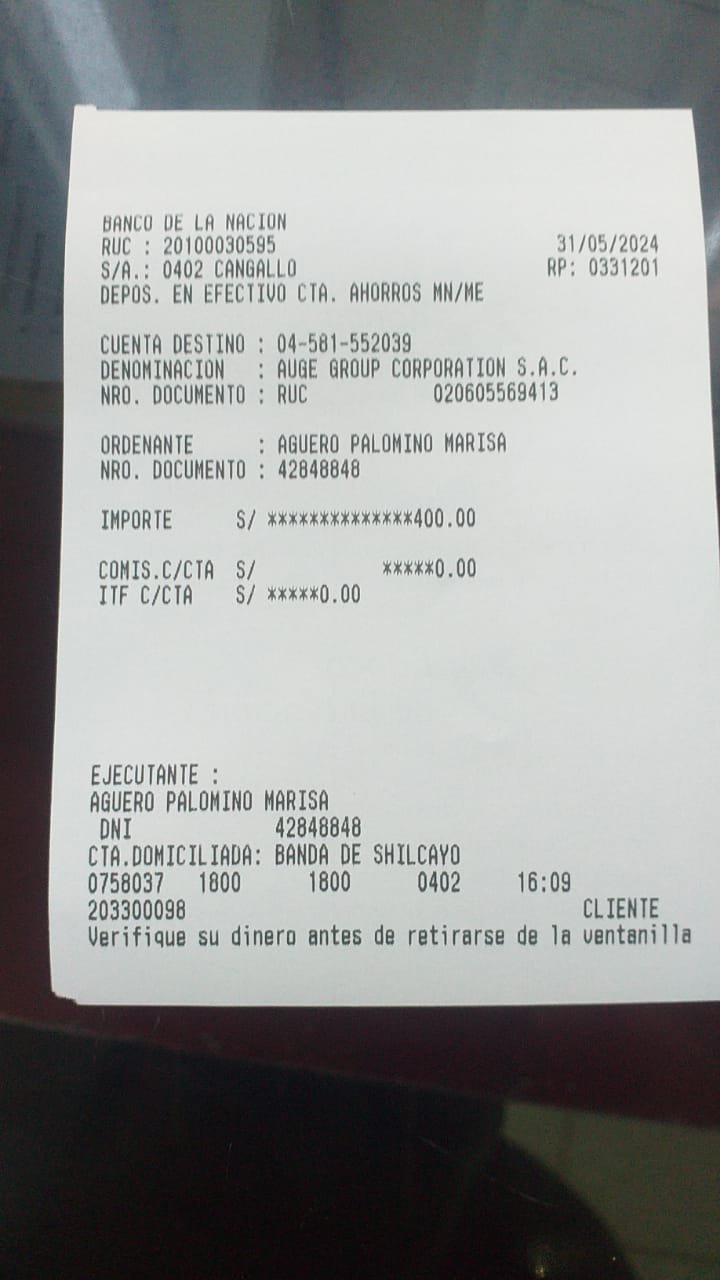 BANCO DE LA NACION
RUC : 20100030595 31/05/2024
S/A.: 0402 CANGALLO RP: 0331201
DEPOS. EN EFECTIVO CTA. AHORROS MN/ME
CUENTA DESTINO : 04-581-552039
DENOMINACION : AUGE GROUP CORPORATION S.A.C.
NRO. DOCUMENTO : RUC 020605569413
ORDENANTE : AGUERO PALOMINO MARISA
NRO. DOCUMENTO : 42848848
IMPORTE S/ **************400.00
COMIS.C/CTA S/ *****0.00
ITF C/CTA S/ *****0.00
EJECUTANTE :
AGUERO PALOMINO MARISA
DNI 42848848
CTA.DOMICILIADA: BANDA DE SHILCAYO
0758037 1800 1800 0402 16:09
203300098 CLIENTE
Verifique su dinero antes de retirarse de la ventanilla